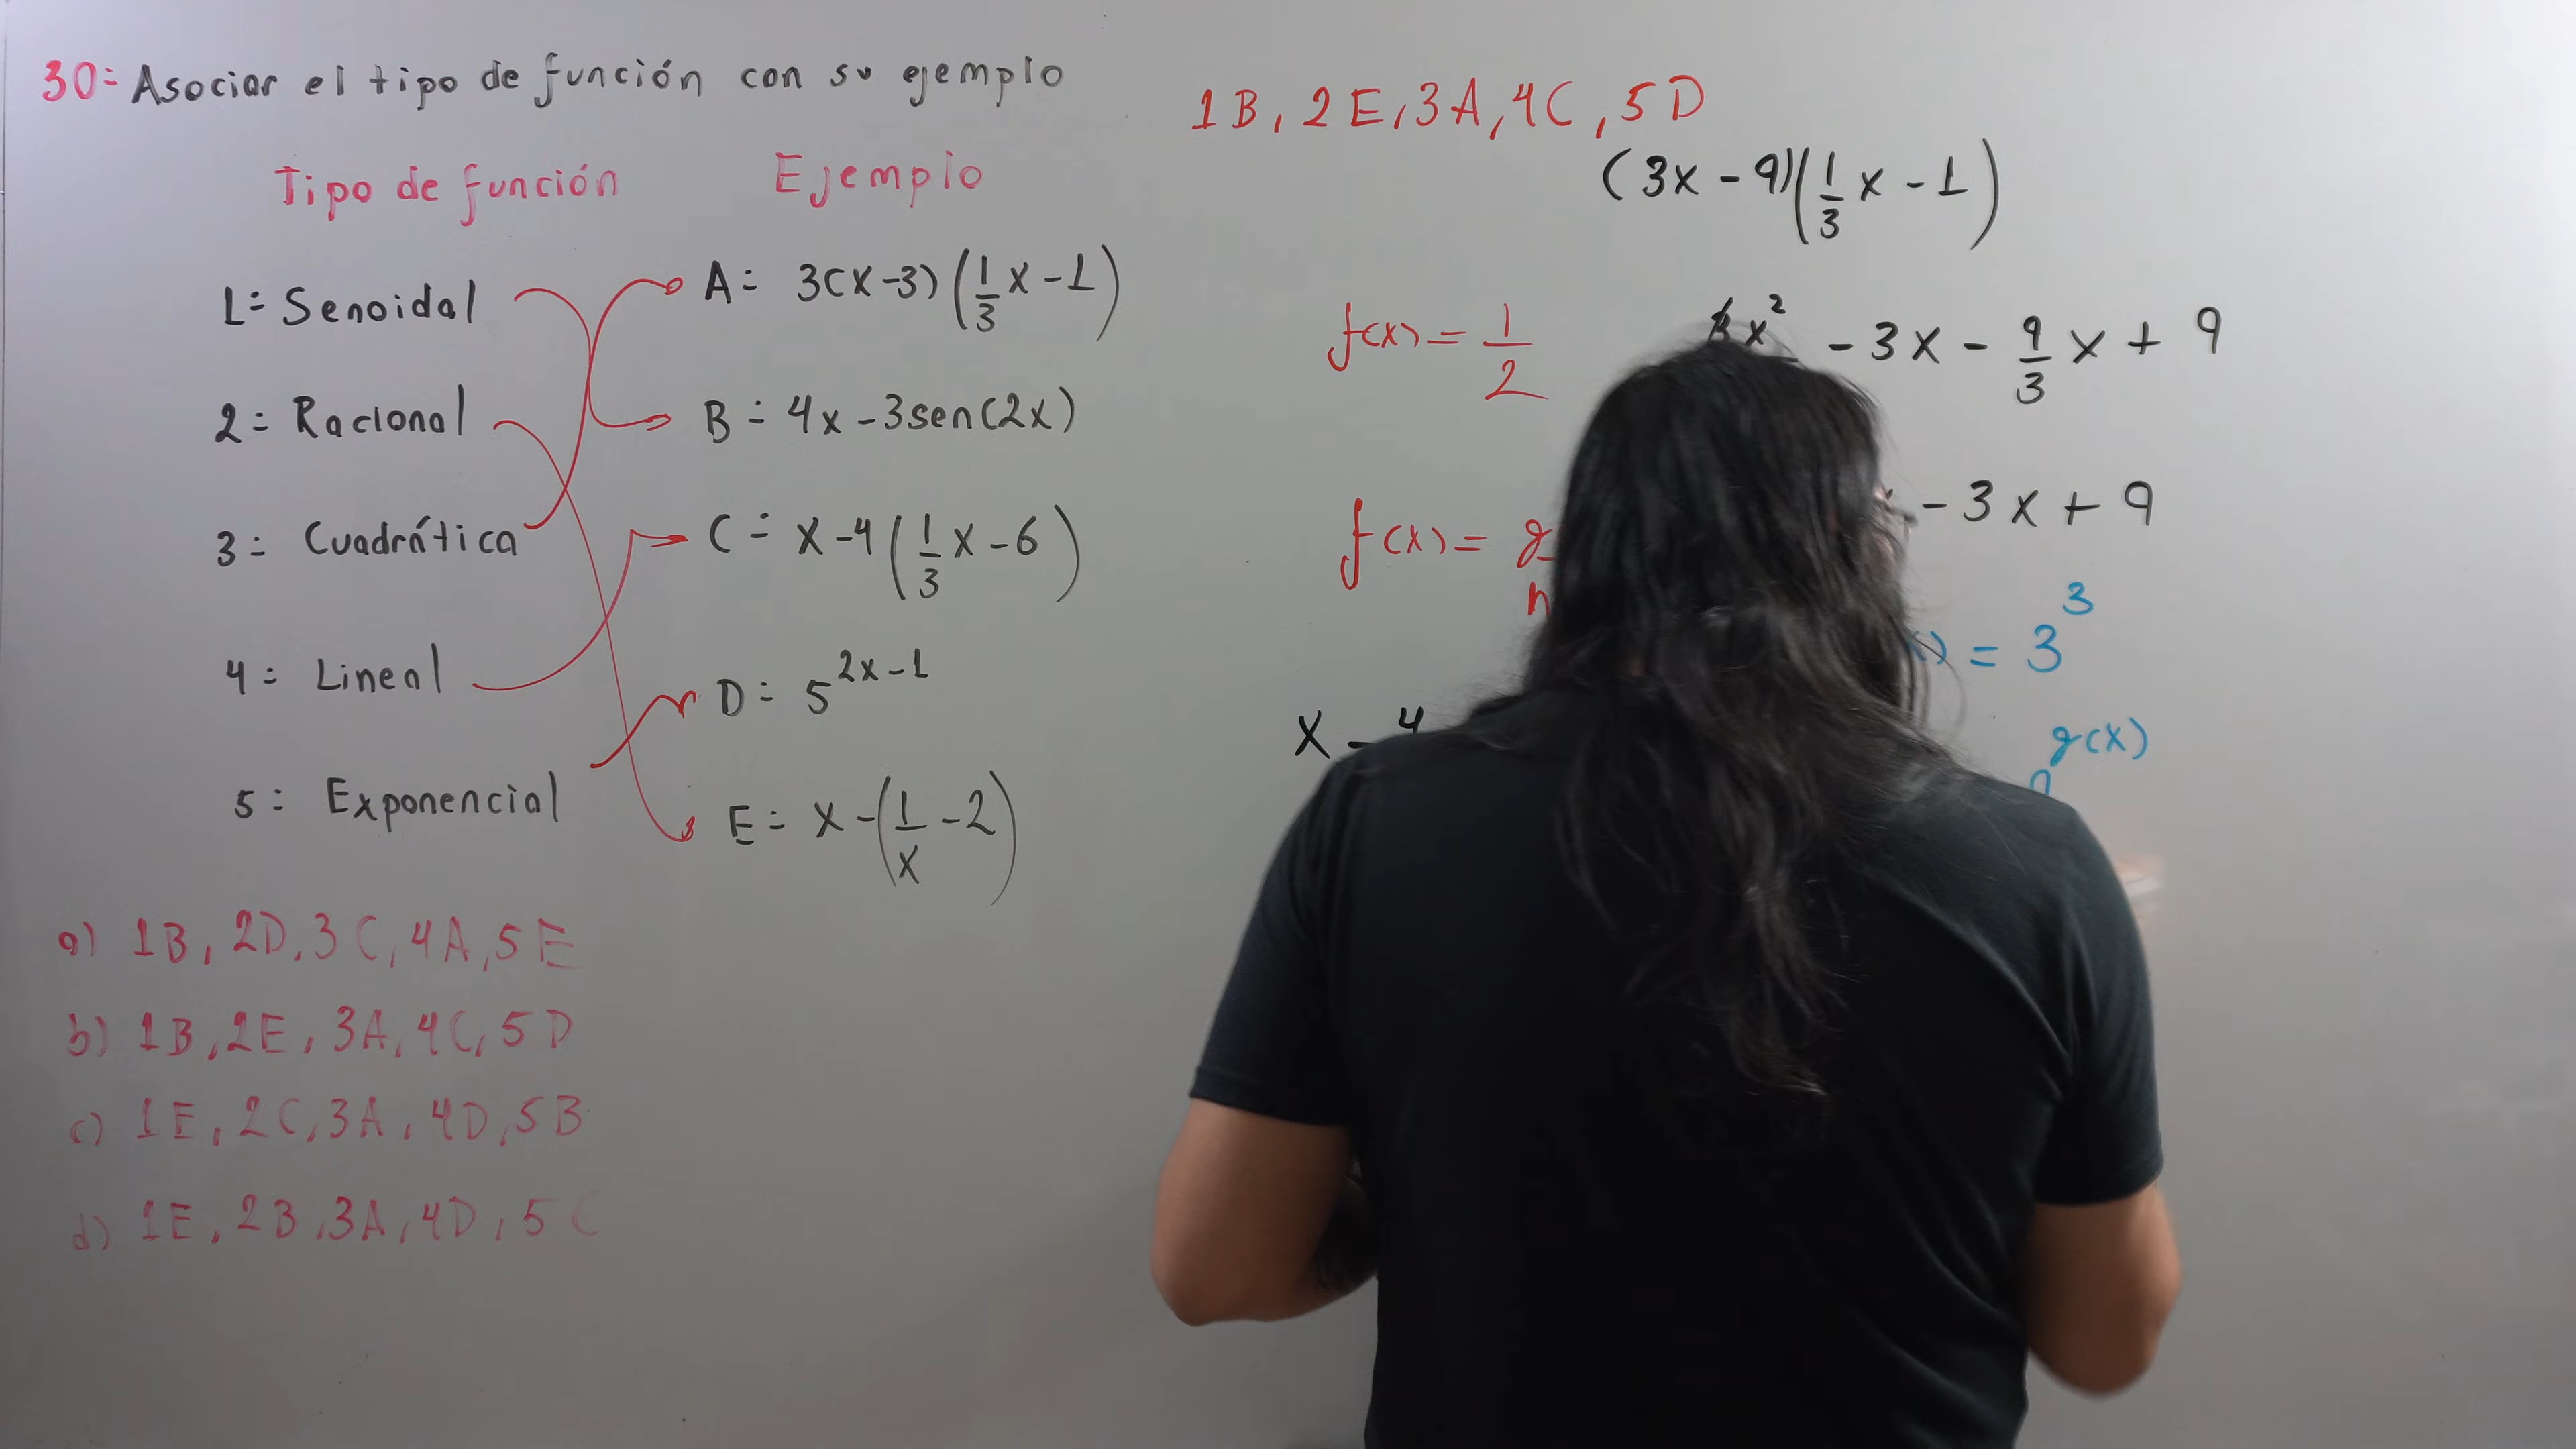 30= Asociar el tipo de función con su ejemplo
Tipo de función Ejemplo
1= Senoidal
2= Racional
3= Cuadrática
4= Lineal
5= Exponencial
A= 3(x-3)(1/3 x-1)
B= 4x-3sen(2x)
C= x-4(1/3 x-6)
D= 5^(2x-1)
E= x-(1/x-2)
a) 1B, 2D, 3C, 4A, 5E
b) 1B, 2E, 3A, 4C, 5D
c) 1E, 2C, 3A, 4D, 5B
d) 1E, 2B, 3A, 4D, 5C
1B, 2E, 3A, 4C, 5D
(3x-9)(1/3 x-1)
x² -3x - 9/3 x + 9
-3x+9
f(x)= 1/2
f(x)= g
h
x-4
= 3^3
g(x)